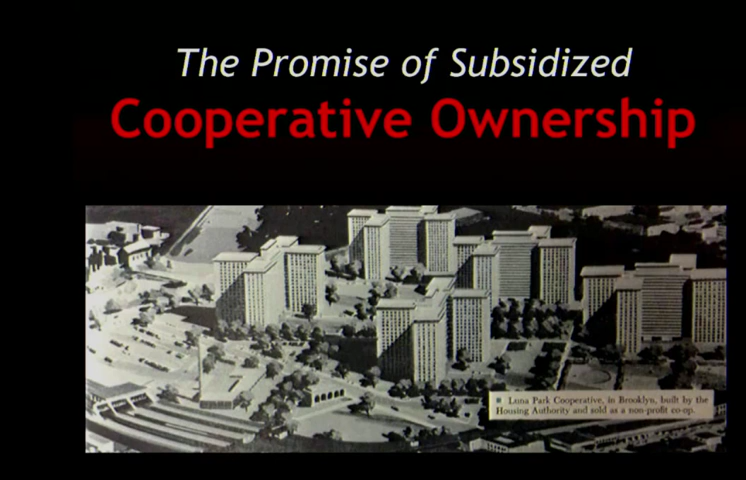 The Promise of Subsidized
Cooperative Ownership
Luna Park Cooperative, in Brooklyn, built by the
Housing Authority and sold as a non-profit co-op.